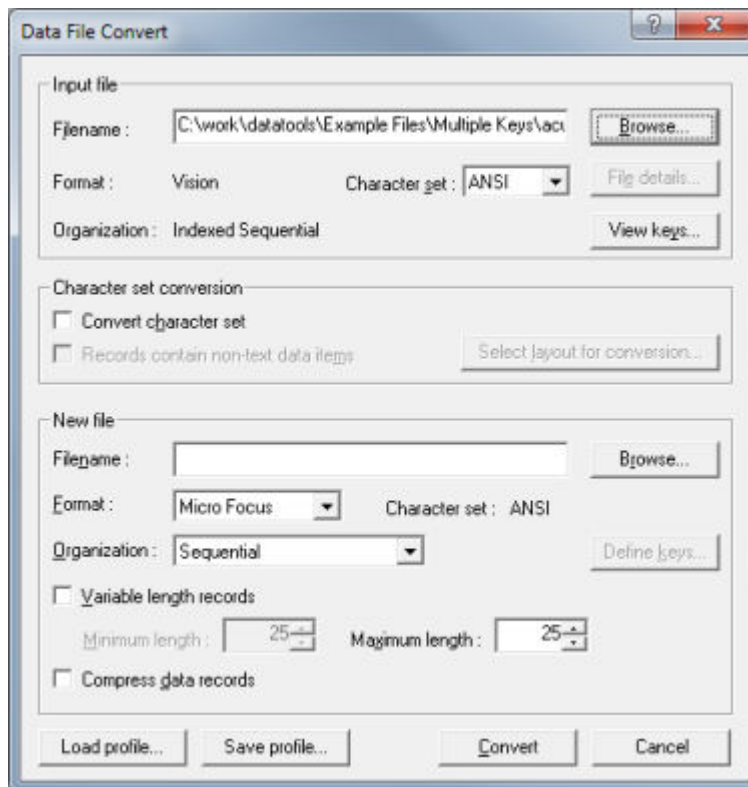 Data File Convert
Input file
Filename :
C:\work\datatools\Example Files\Multiple Keys\acu
Browse...
Format : Vision Character set : ANSI File details...
Organization : Indexed Sequential View keys...
Character set conversion
Convert character set
Records contain non-text data items Select layout for conversion...
New file
Filename : Browse...
Format : Micro Focus Character set : ANSI
Organization : Sequential Define keys...
Variable length records
Minimum length : 25 Maximum length : 25
Compress data records
Load profile... Save profile... Convert Cancel